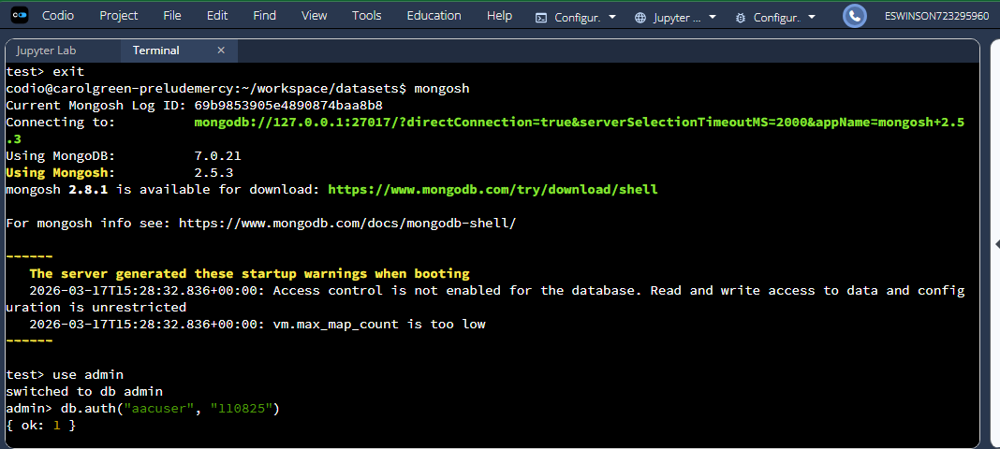 Codio Project File Edit Find View Tools Education Help Configur. Jupyter ... Configur. ESWINSON723295960
Jupyter Lab Terminal ×
test> exit
codio@carolgreen-preludemercy:~/workspace/datasets$ mongosh
Current Mongosh Log ID: 69b9853905e4890874baa8b8
Connecting to: mongodb://127.0.0.1:27017/?directConnection=true&serverSelectionTimeoutMS=2000&appName=mongosh+2.5
.3
Using MongoDB: 7.0.21
Using Mongosh: 2.5.3
mongosh 2.8.1 is available for download: https://www.mongodb.com/try/download/shell
For mongosh info see: https://www.mongodb.com/docs/mongodb-shell/
------
The server generated these startup warnings when booting
2026-03-17T15:28:32.836+00:00: Access control is not enabled for the database. Read and write access to data and config
uration is unrestricted
2026-03-17T15:28:32.836+00:00: vm.max_map_count is too low
------
test> use admin
switched to db admin
admin> db.auth("aacuser", "110825")
{ ok: 1 }